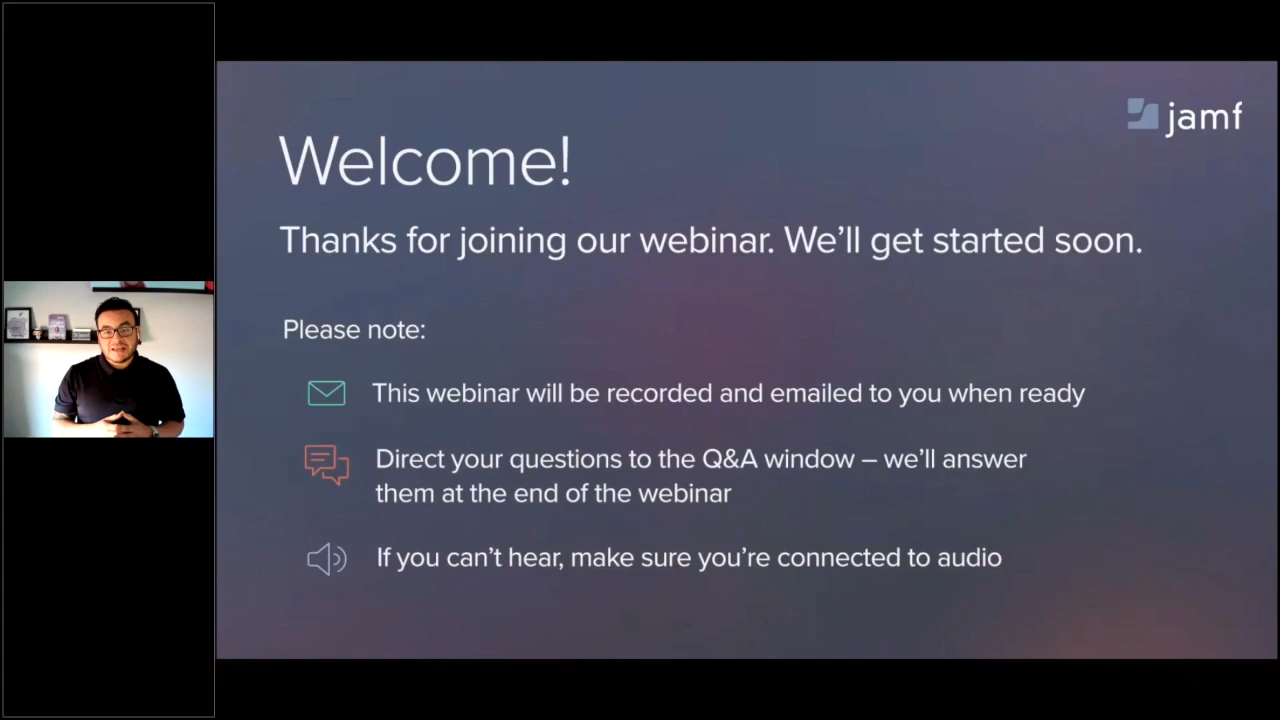 jamf
Welcome!
Thanks for joining our webinar. We’ll get started soon.
Please note:
This webinar will be recorded and emailed to you when ready
Direct your questions to the Q&A window – we’ll answer
them at the end of the webinar
If you can’t hear, make sure you’re connected to audio